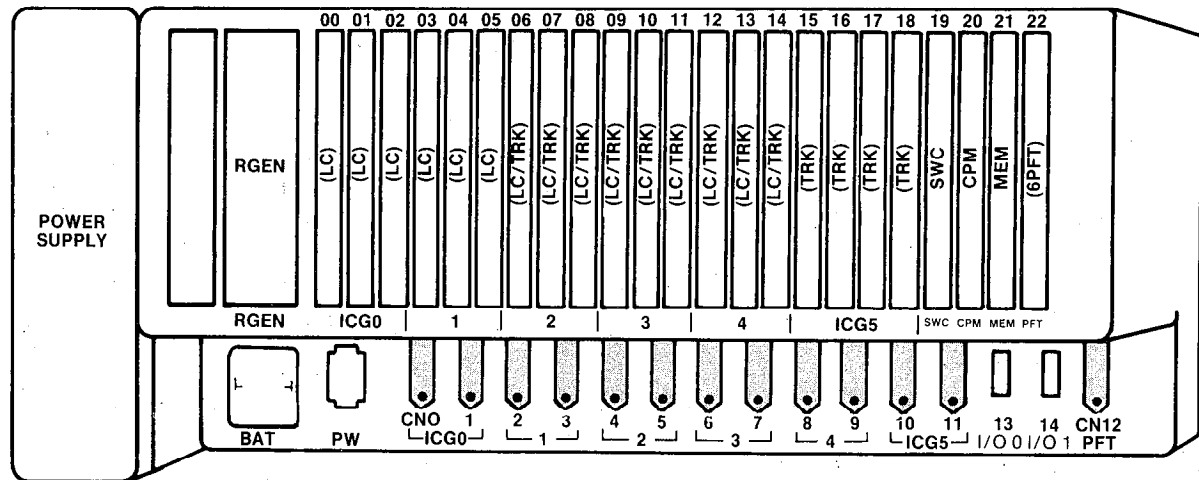 00 01 02 03 04 05 06 07 08 09 10 11 12 13 14 15 16 17 18 19 20 21 22
POWER
SUPPLY
RGEN
(LC)
(LC)
(LC)
(LC)
(LC)
(LC)
(LC/TRK)
(LC/TRK)
(LC/TRK)
(LC/TRK)
(LC/TRK)
(LC/TRK)
(LC/TRK)
(LC/TRK)
(LC/TRK)
(TRK)
(TRK)
(TRK)
(TRK)
SWC
CPM
MEM
(6PFT)
RGEN ICG0 1 2 3 4 ICG5 SWC CPM MEM PFT
CN0 1 2 3 4 5 6 7 8 9 10 11 13 14 CN12
BAT PW ICG0 1 2 3 4 ICG5 I/O 0 I/O 1 PFT